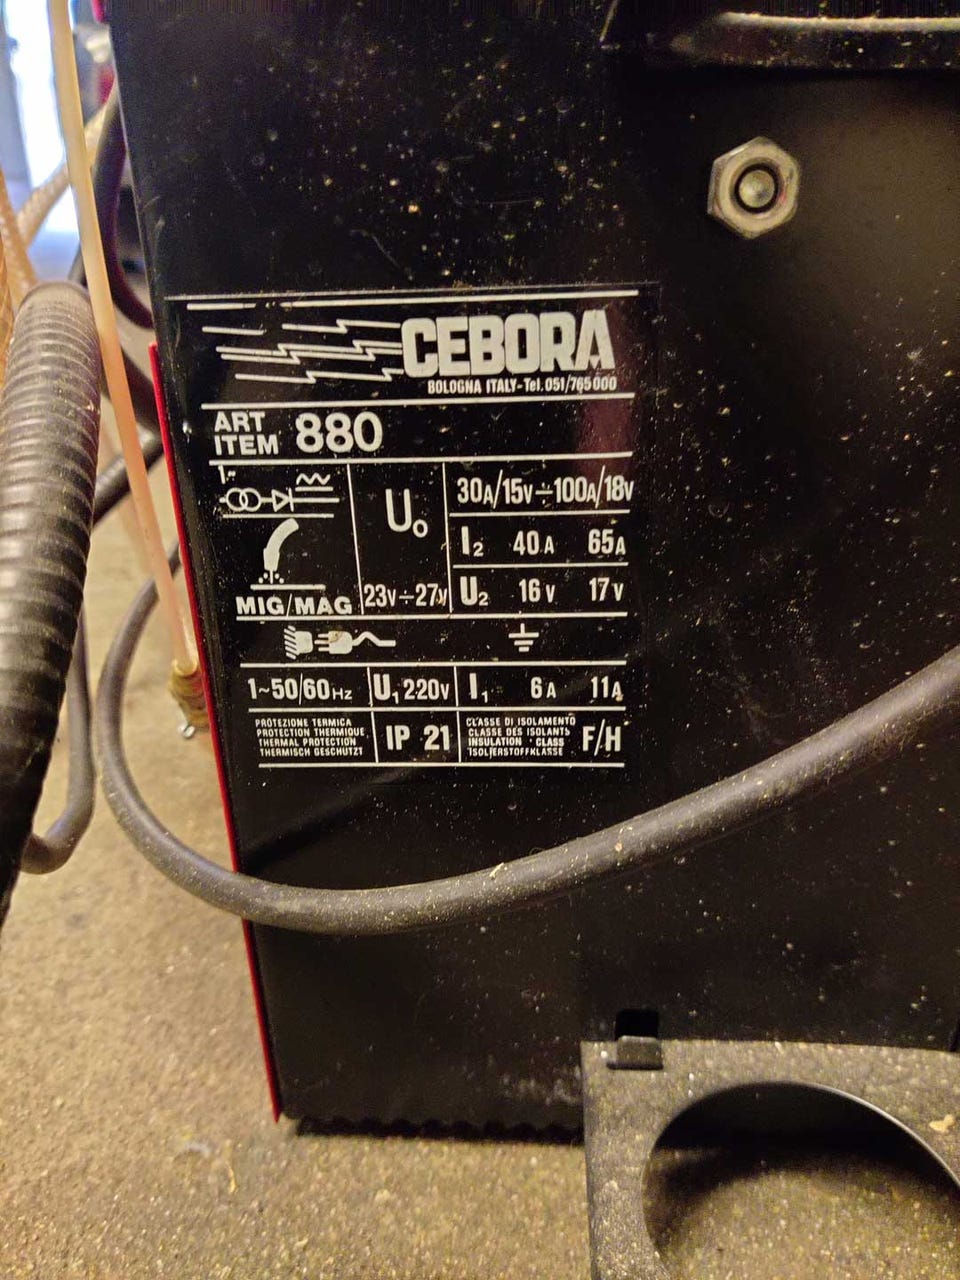 CEBORA
BOLOGNA ITALY-Tel. 051/765000
ART
ITEM 880
1~
U₀
30A/15V÷100A/18V
I₂ 40A 65A
MIG/MAG 23V÷27V U₂ 16V 17V
1~50/60Hz U₁ 220V I₁ 6A 11A
PROTEZIONE TERMICA
PROTECTION THERMIQUE
THERMAL PROTECTION
THERMISCH GESCHÜTZT
IP 21
CLASSE DI ISOLAMENTO
CLASSE DES ISOLANTS
INSULATION CLASS
ISOLIERSTOFFKLASSE
F/H